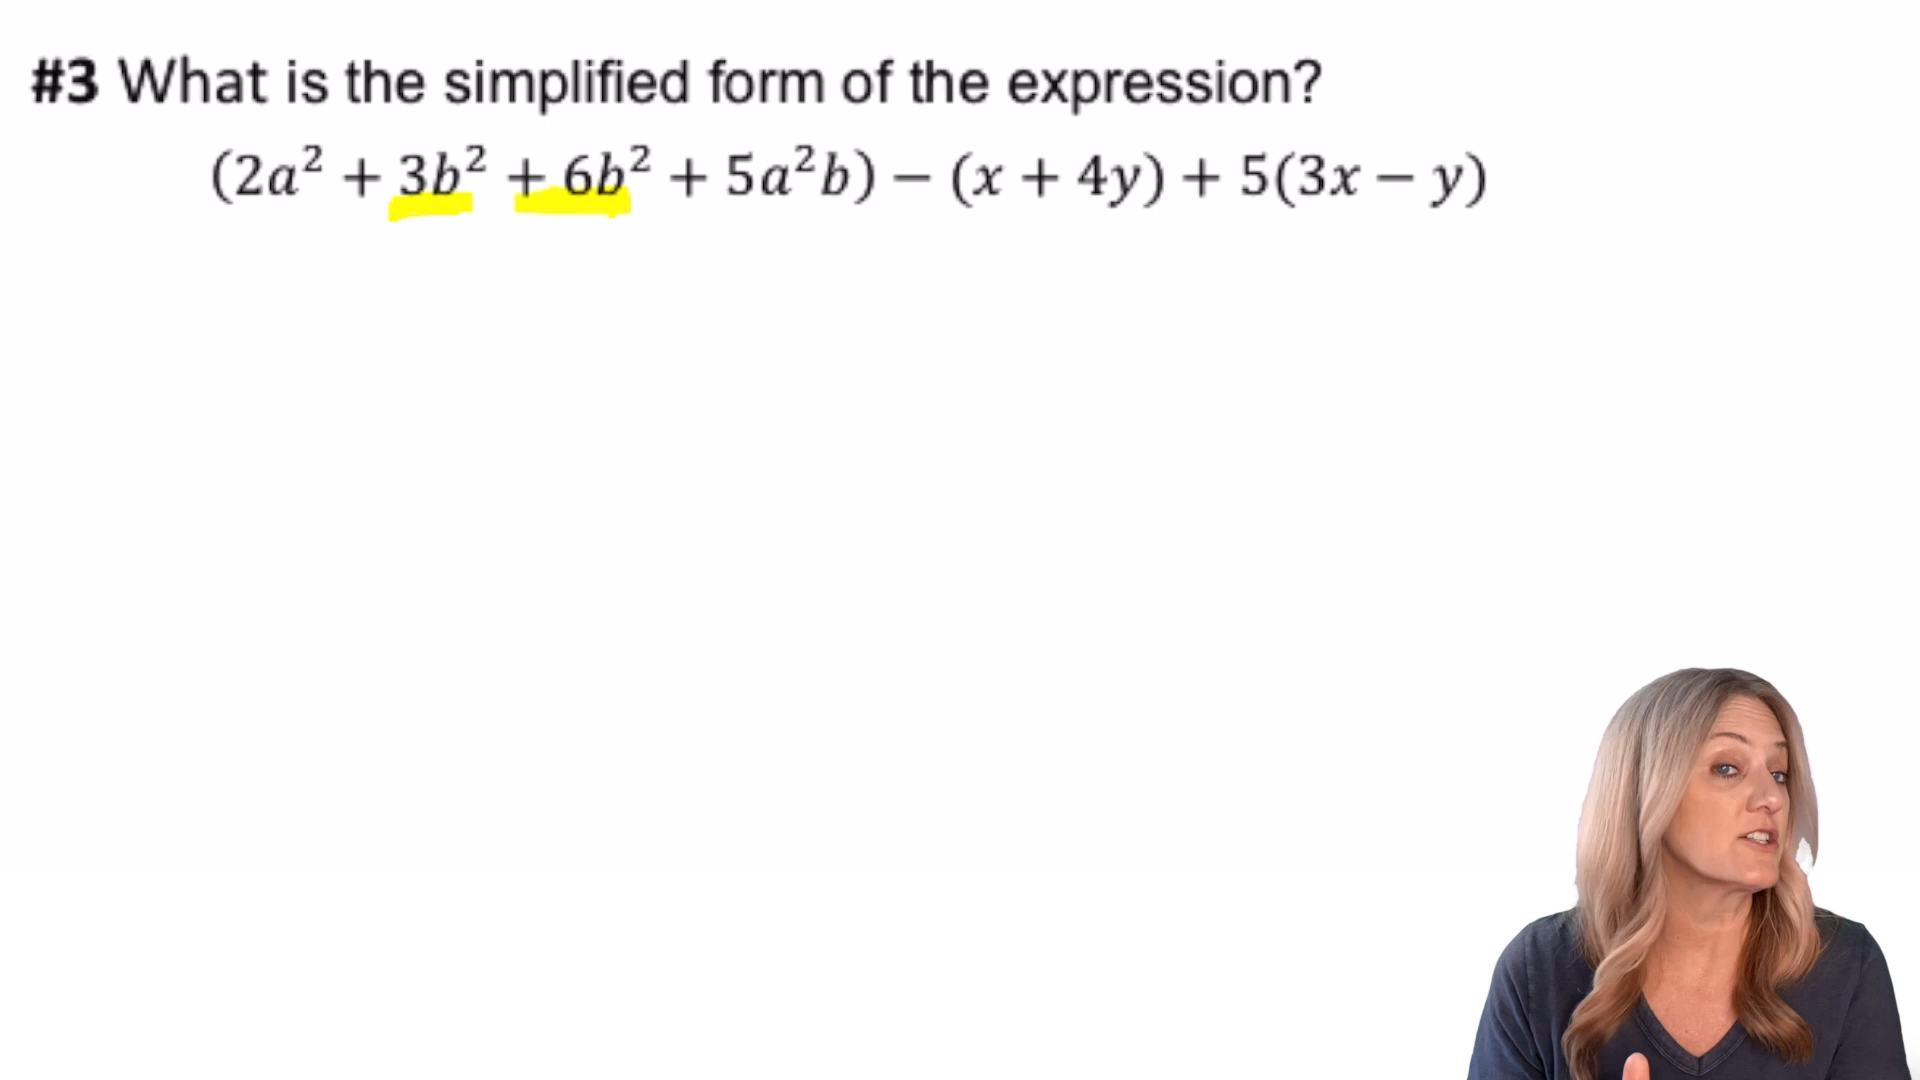 #3 What is the simplified form of the expression?
(2a² + 3b² + 6b² + 5a²b) − (x + 4y) + 5(3x − y)